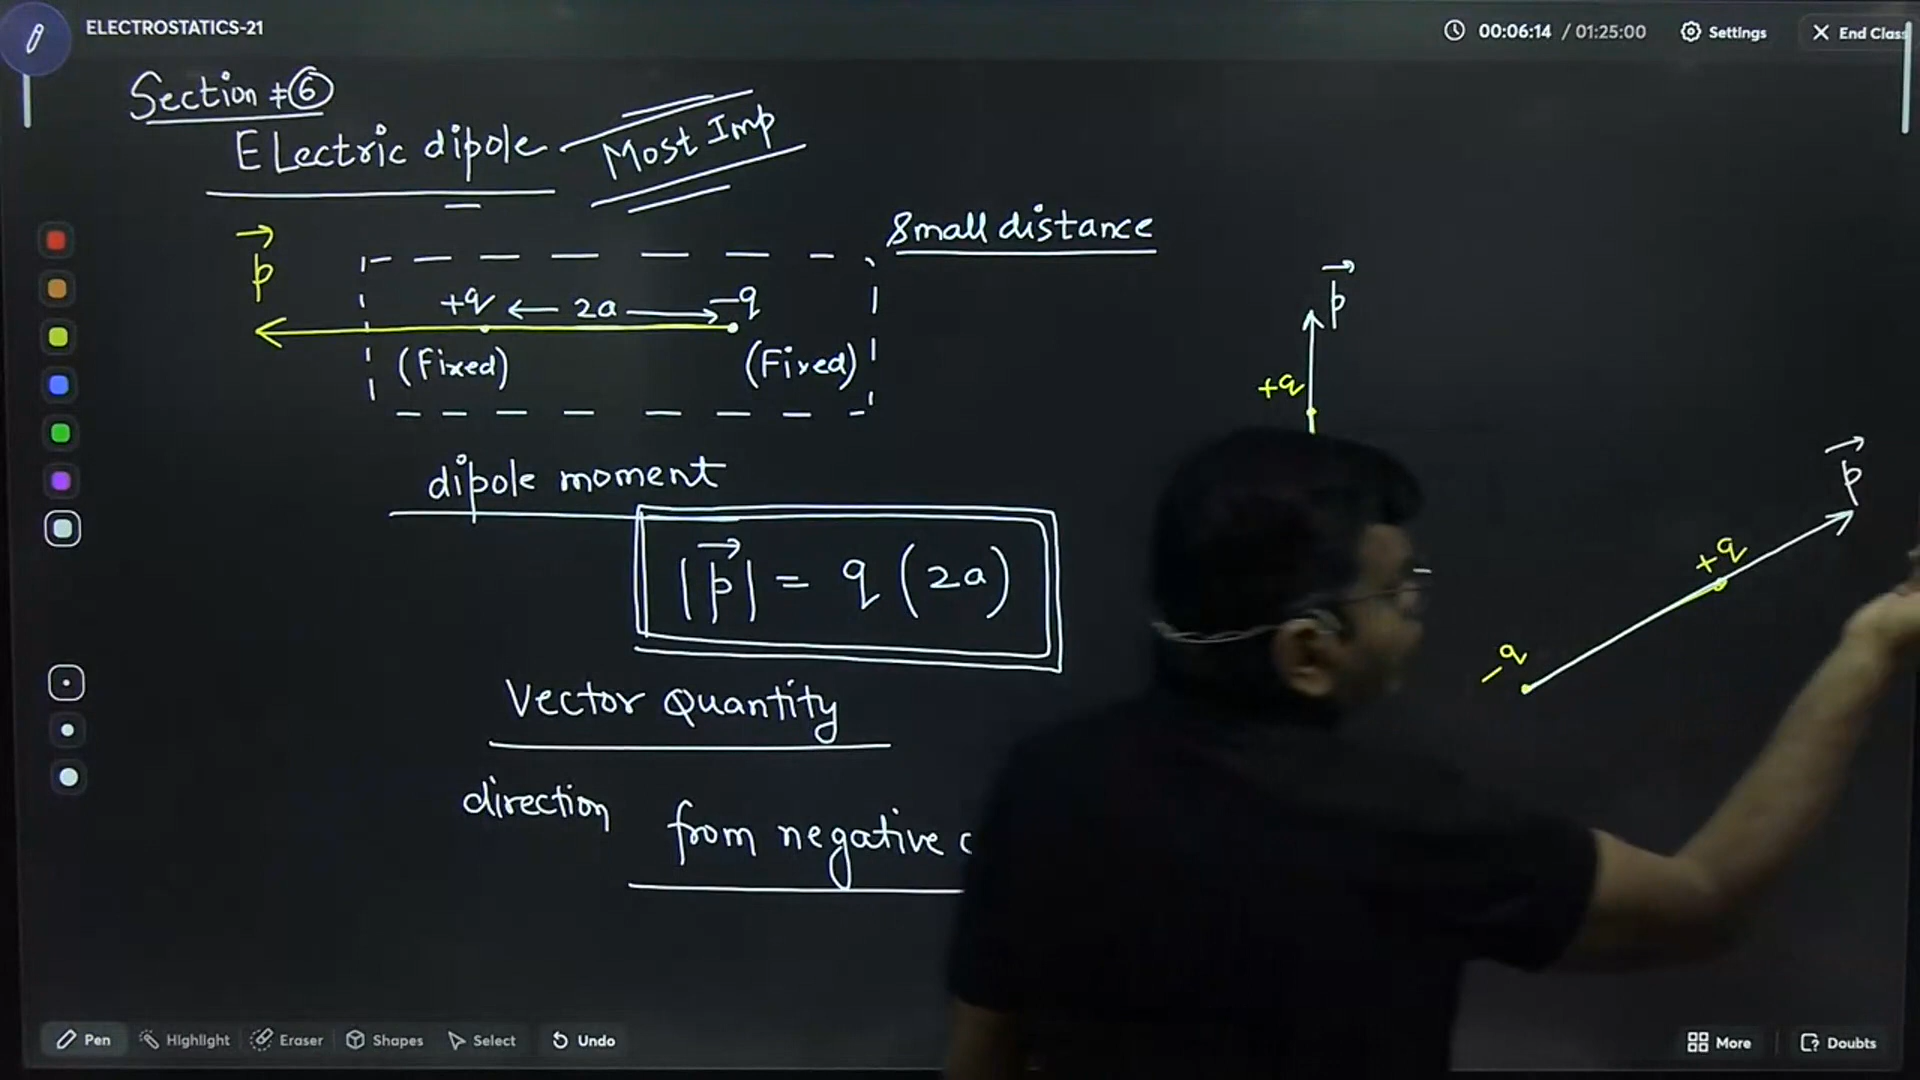 ELECTROSTATICS-21
00:06:14 / 01:25:00
Settings
End Class
Section #6
Electric dipole
Most Imp
Small distance
p
+q 2a -q
(Fixed) (Fixed)
dipole moment
|p| = q (2a)
Vector Quantity
direction
from negative
p
+q
p
+q
-q
Pen
Highlight
Eraser
Shapes
Select
Undo
More
Doubts